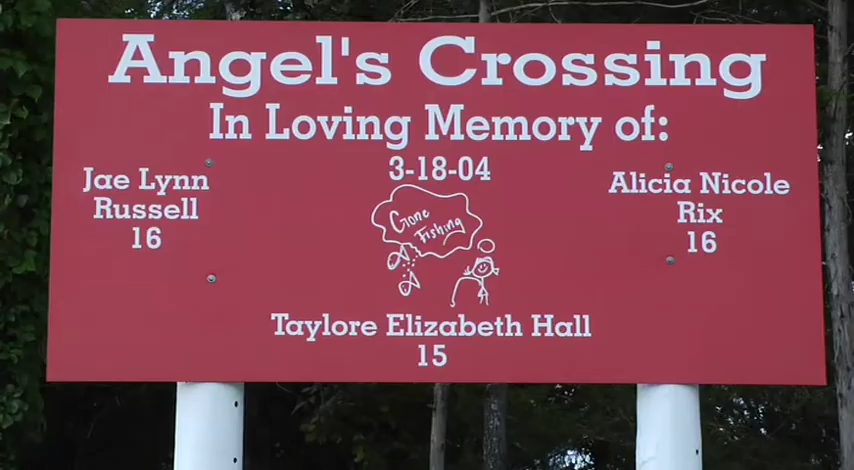 Angel's Crossing
In Loving Memory of:
3-18-04
Jae Lynn
Russell
16
Alicia Nicole
Rix
16
Gone
Fishing
Taylore Elizabeth Hall
15